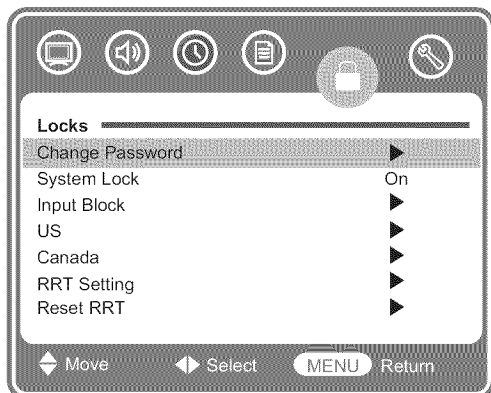 Locks
Change Password
System Lock On
Input Block
US
Canada
RRT Setting
Reset RRT
Move Select MENU Return